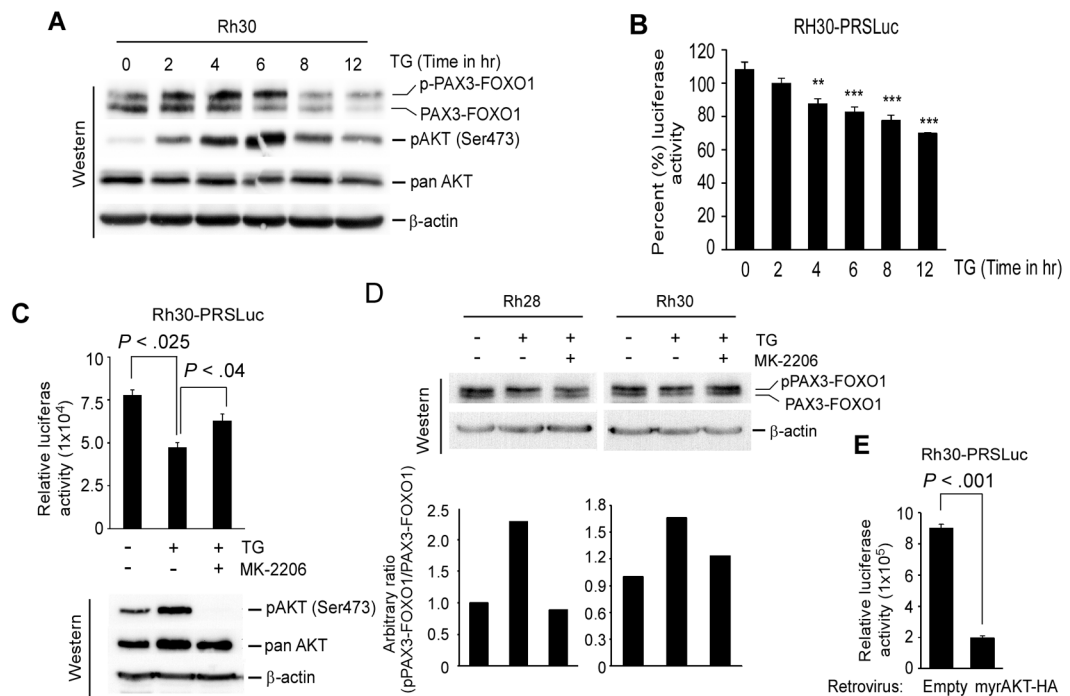 A
Rh30
0 2 4 6 8 12 TG (Time in hr)
p-PAX3-FOXO1
PAX3-FOXO1
pAKT (Ser473)
pan AKT
β-actin
Western
B
RH30-PRSLuc
Percent (%) luciferase
activity
120
100
80
60
40
20
0
** *** *** ***
0 2 4 6 8 12 TG (Time in hr)
C
Rh30-PRSLuc
P < .025
P < .04
Relative luciferas
activity (1x10⁴)
10
7.5
5.0
2.5
0
- + + TG
- - + MK-2206
Western
pAKT (Ser473)
pan AKT
β-actin
D
Rh28 Rh30
- + + - + + TG
- - + - - + MK-2206
Western
pPAX3-FOXO1
PAX3-FOXO1
β-actin
Arbitrary ratio
(pPAX3-FOXO1/PAX3-FOXO1)
2.5
2.0
1.5
1.0
0.5
0.0
1.8
1.5
1.2
0.9
0.6
0.3
0
E
Rh30-PRSLuc
P < .001
Relative luciferase
activity (1x10⁵)
10
8
6
4
2
0
Retrovirus: Empty myrAKT-HA